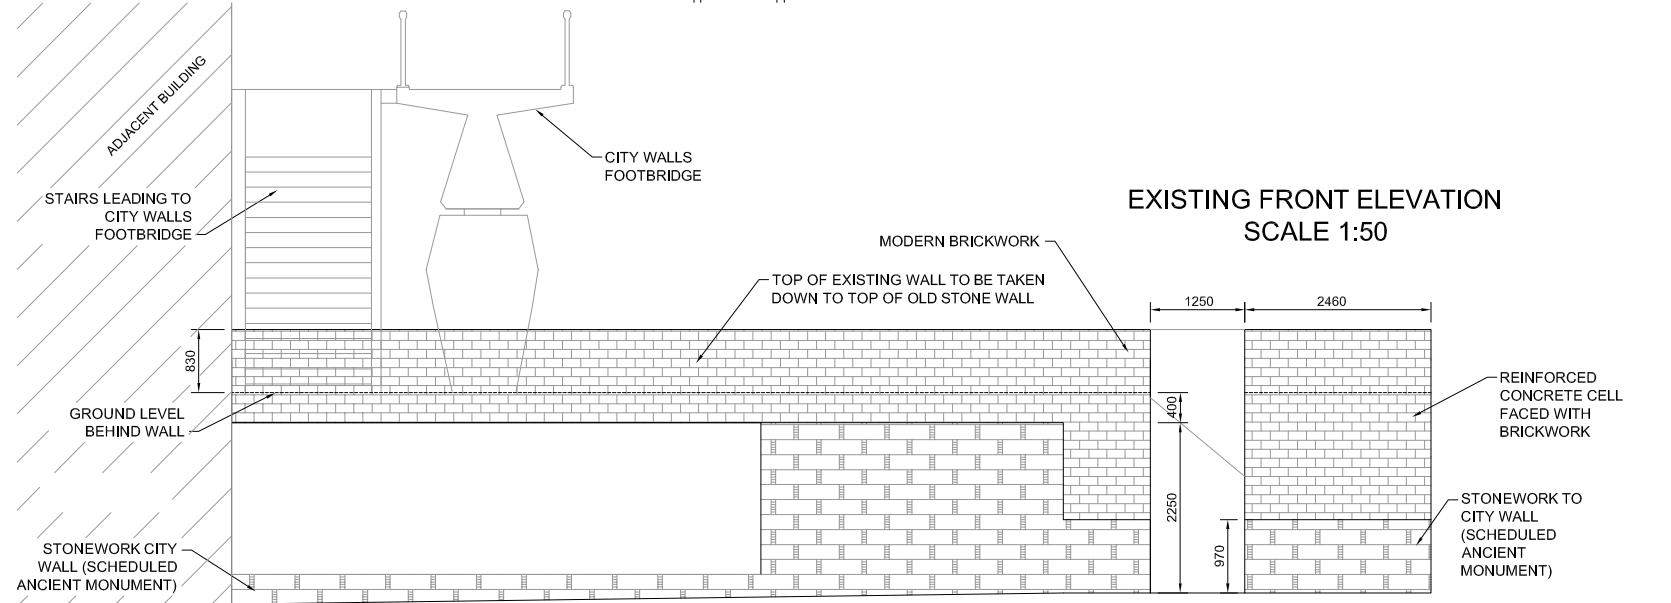 ADJACENT BUILDING
STAIRS LEADING TO
CITY WALLS
FOOTBRIDGE
CITY WALLS
FOOTBRIDGE
EXISTING FRONT ELEVATION
SCALE 1:50
MODERN BRICKWORK
TOP OF EXISTING WALL TO BE TAKEN
DOWN TO TOP OF OLD STONE WALL
1250
2460
830
400
GROUND LEVEL
BEHIND WALL
REINFORCED
CONCRETE CELL
FACED WITH
BRICKWORK
2250
970
STONEWORK TO
CITY WALL
(SCHEDULED
ANCIENT
MONUMENT)
STONEWORK CITY
WALL (SCHEDULED
ANCIENT MONUMENT)